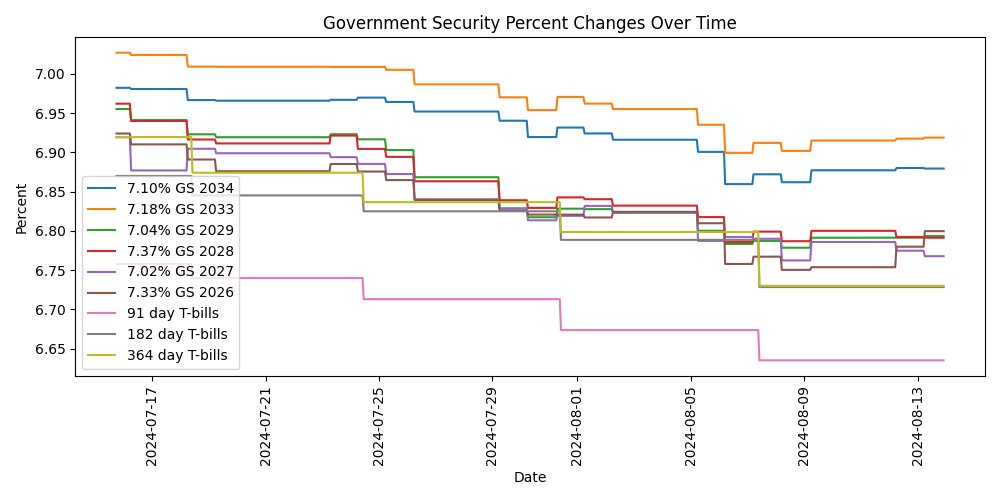 Government Security Percent Changes Over Time
Percent
7.00
6.95
6.90
6.85
6.80
6.75
6.70
6.65
7.10% GS 2034
7.18% GS 2033
7.04% GS 2029
7.37% GS 2028
7.02% GS 2027
7.33% GS 2026
91 day T-bills
182 day T-bills
364 day T-bills
2024-07-17
2024-07-21
2024-07-25
2024-07-29
2024-08-01
2024-08-05
2024-08-09
2024-08-13
Date